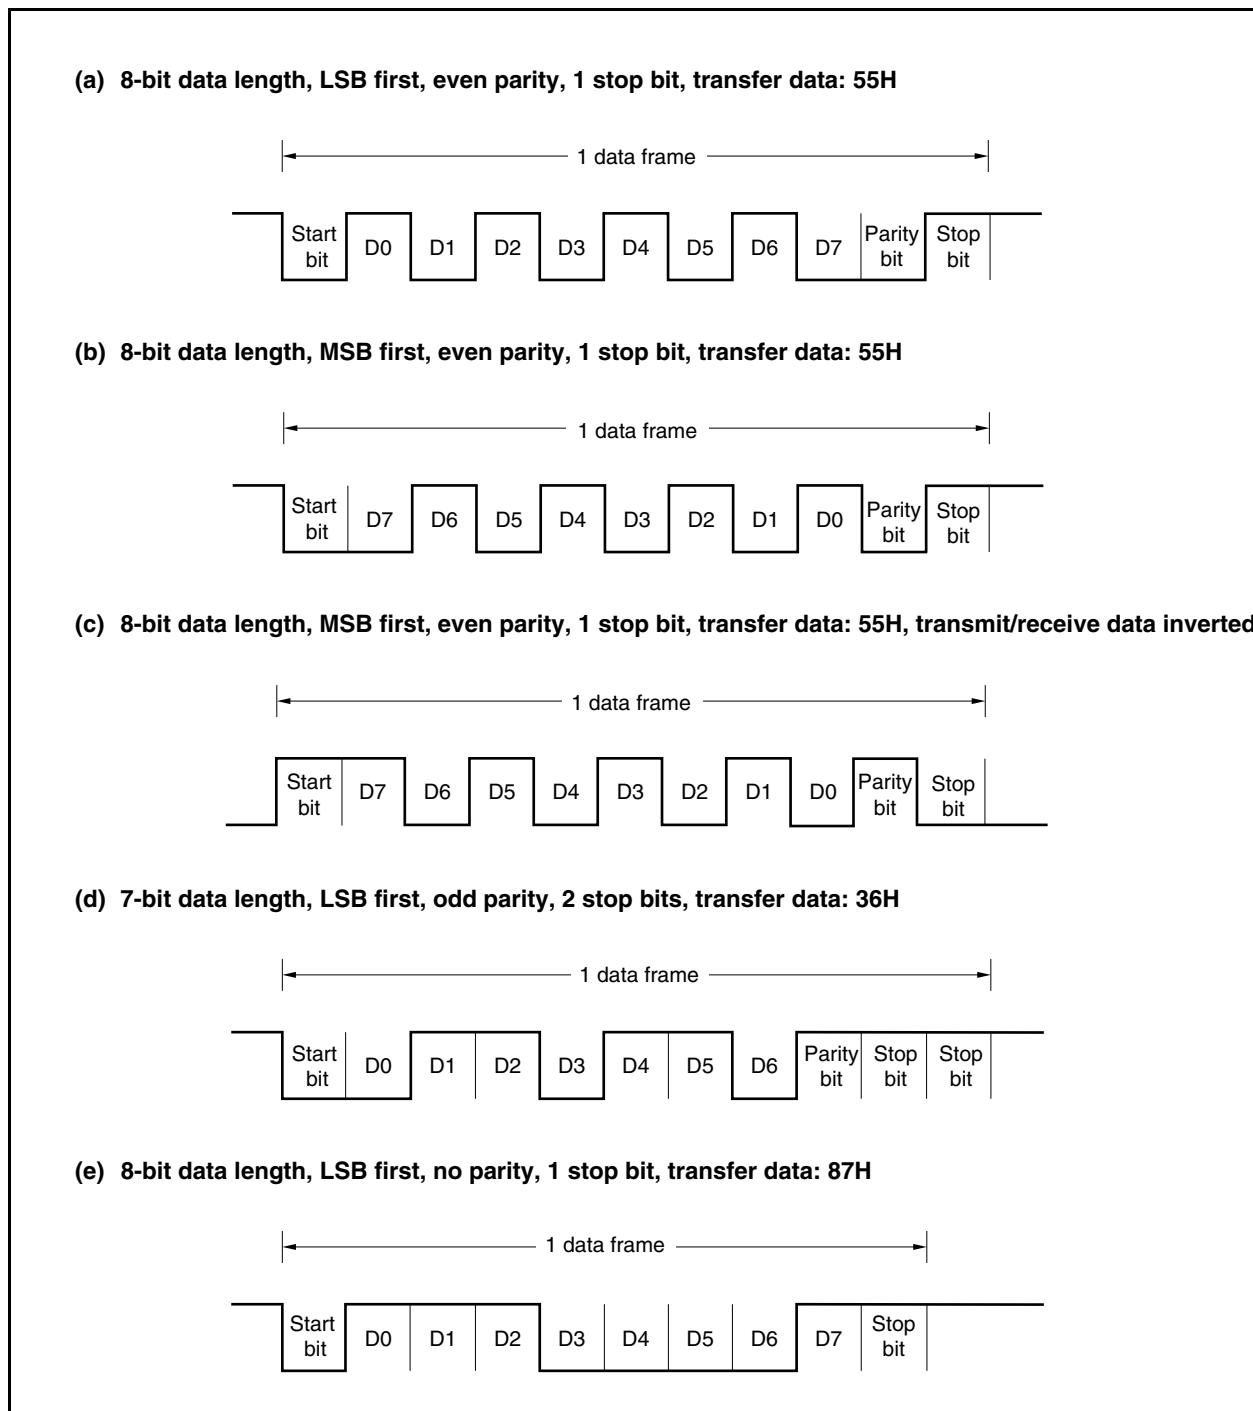 (a) 8-bit data length, LSB first, even parity, 1 stop bit, transfer data: 55H
1 data frame
Start bit D0 D1 D2 D3 D4 D5 D6 D7 Parity bit Stop bit
(b) 8-bit data length, MSB first, even parity, 1 stop bit, transfer data: 55H
1 data frame
Start bit D7 D6 D5 D4 D3 D2 D1 D0 Parity bit Stop bit
(c) 8-bit data length, MSB first, even parity, 1 stop bit, transfer data: 55H, transmit/receive data inverted
1 data frame
Start bit D7 D6 D5 D4 D3 D2 D1 D0 Parity bit Stop bit
(d) 7-bit data length, LSB first, odd parity, 2 stop bits, transfer data: 36H
1 data frame
Start bit D0 D1 D2 D3 D4 D5 D6 Parity bit Stop bit Stop bit
(e) 8-bit data length, LSB first, no parity, 1 stop bit, transfer data: 87H
1 data frame
Start bit D0 D1 D2 D3 D4 D5 D6 D7 Stop bit